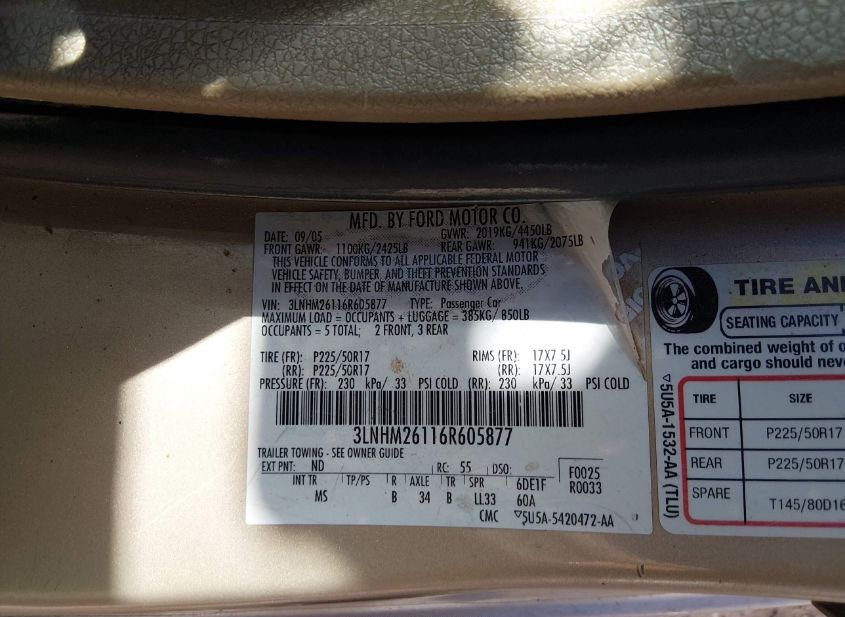 MFD. BY FORD MOTOR CO.
DATE: 09/05 GVWR: 2019KG/4450LB
FRONT GAWR: 1100KG/2425LB REAR GAWR: 941KG/2075LB
THIS VEHICLE CONFORMS TO ALL APPLICABLE FEDERAL MOTOR
VEHICLE SAFETY, BUMPER, AND THEFT PREVENTION STANDARDS
IN EFFECT ON THE DATE OF MANUFACTURE SHOWN ABOVE.
VIN: 3LNHM26116R605877 TYPE: Passenger Car
MAXIMUM LOAD = OCCUPANTS + LUGGAGE = 385KG/ 850LB
OCCUPANTS = 5 TOTAL; 2 FRONT, 3 REAR
TIRE (FR): P225/50R17 RIMS (FR): 17X7.5J
(RR): P225/50R17 (RR): 17X7.5J
PRESSURE (FR): 230 kPa/ 33 PSI COLD (RR): 230 kPa/ 33 PSI COLD
3LNHM26116R605877
TRAILER TOWING - SEE OWNER GUIDE
EXT PNT: ND RC: 55 DSO: F0025
INT TR TP/PS R AXLE TR SPR 6DE1F R0033
MS B 34 B LL33 60A
CMC ▽5U5A-5420472-AA
TIRE AN
SEATING CAPACITY
The combined weight of o
and cargo should neve
TIRE SIZE
FRONT P225/50R17
REAR P225/50R17
SPARE T145/80D16
▽5U5A-1532-AA (TLU)